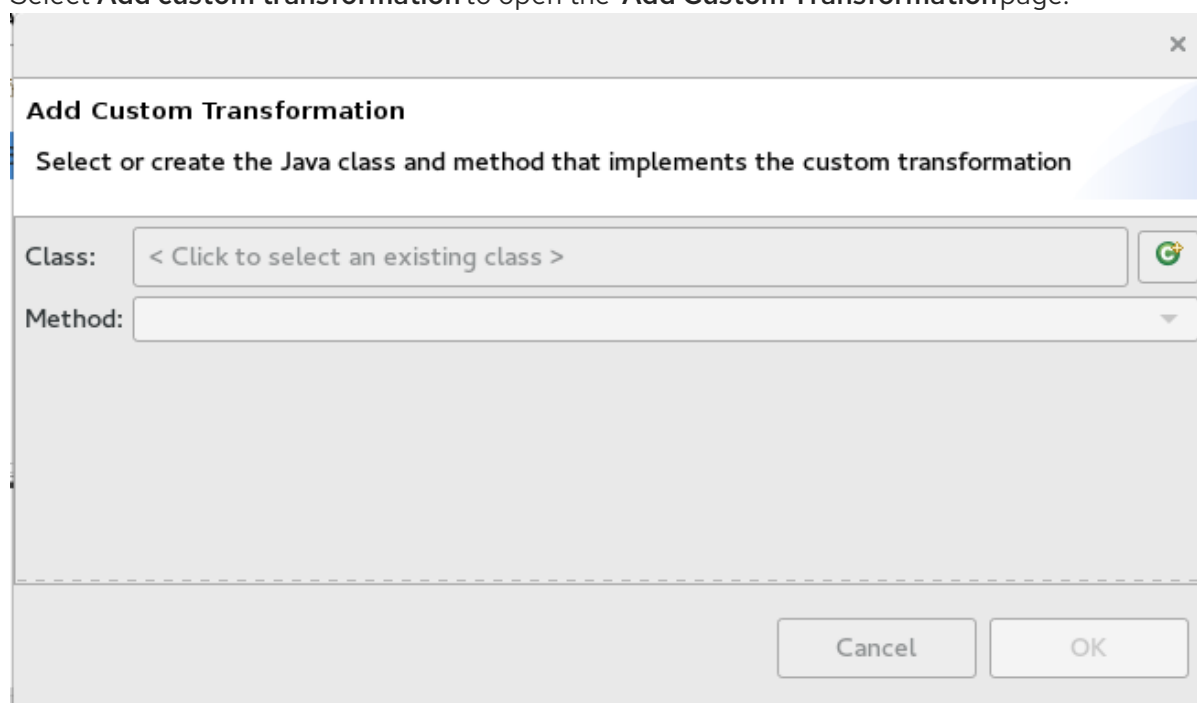 Select Add custom transformation to open the Add Custom Transformation page.
×
Add Custom Transformation
Select or create the Java class and method that implements the custom transformation
Class: < Click to select an existing class >
Method:
Cancel OK